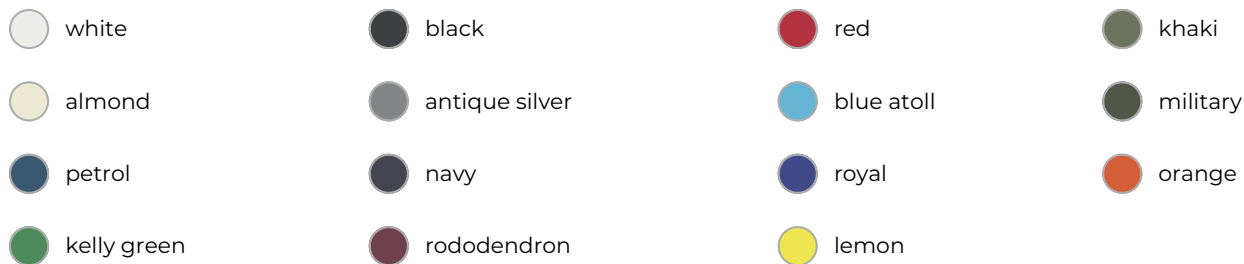 white
black
red
khaki
almond
antique silver
blue atoll
military
petrol
navy
royal
orange
kelly green
rododendron
lemon